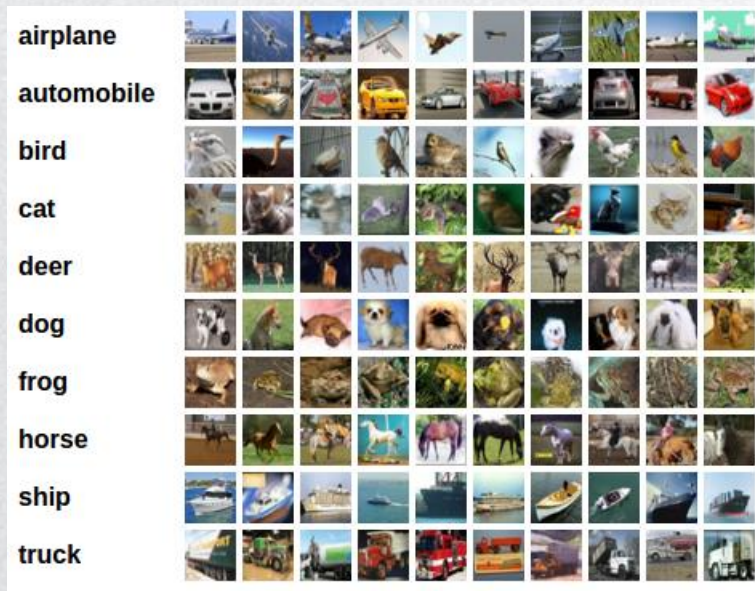 airplane
automobile
bird
cat
deer
dog
frog
horse
ship
truck